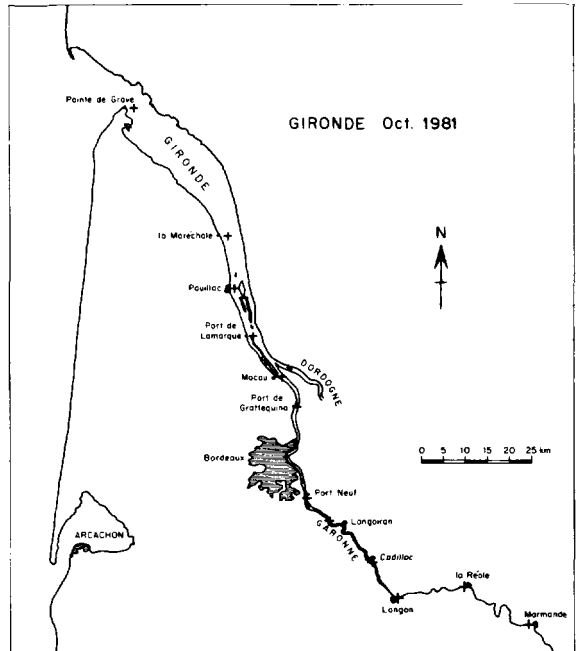 Pointe de Grave
GIRONDE Oct. 1981
GIRONDE
la Maréchale
N
Pauillac
Port de
Lamarque
DORDOGNE
Macau
Port de
Grattequina
Bordeaux
0 5 10 15 20 25 km
Port Neuf
Langoiran
GARONNE
ARCACHON
Cadillac
la Réole
Langon
Marmande